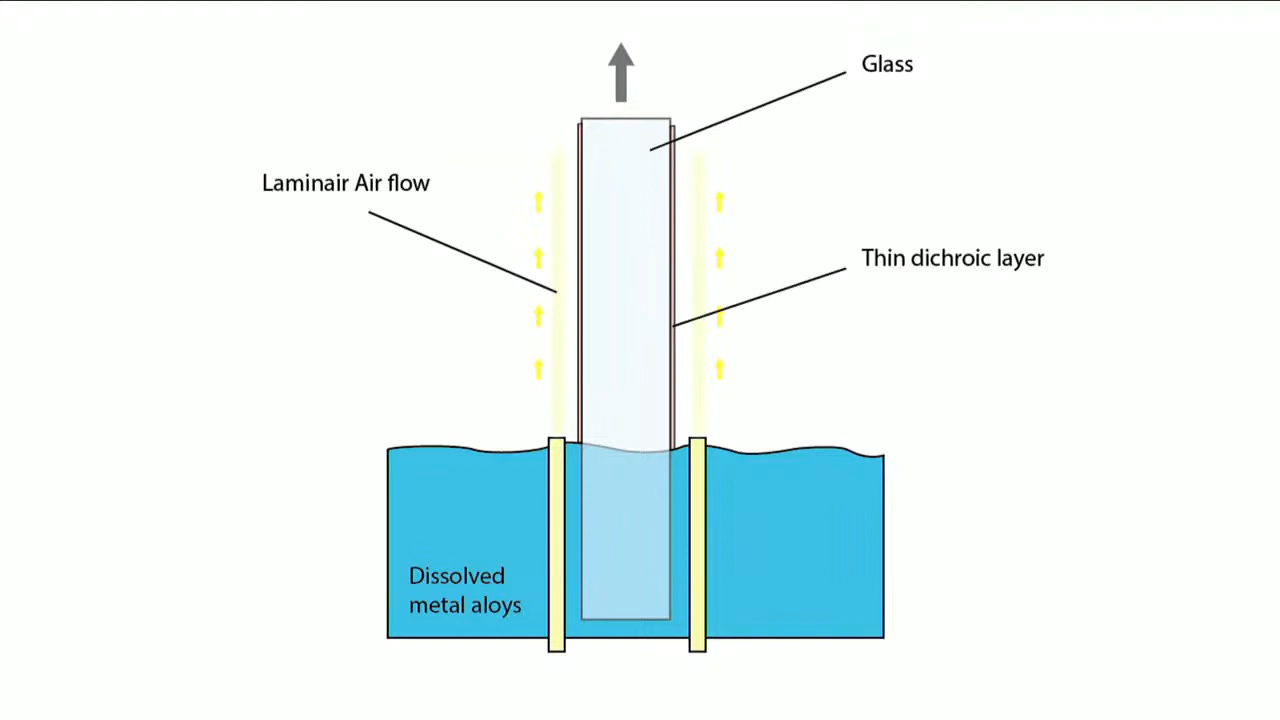 Glass
Laminair Air flow
Thin dichroic layer
Dissolved
metal aloys